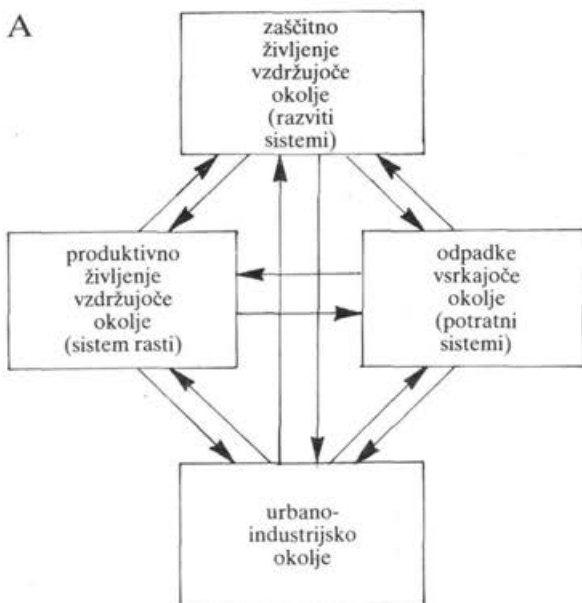 A
zaščitno
življenje
vzdržujoče
okolje
(razviti
sistemi)
produktivno
življenje
vzdržujoče
okolje
(sistem rasti)
odpadke
vsrkajoče
okolje
(potratni
sistemi)
urbano-
industrijsko
okolje